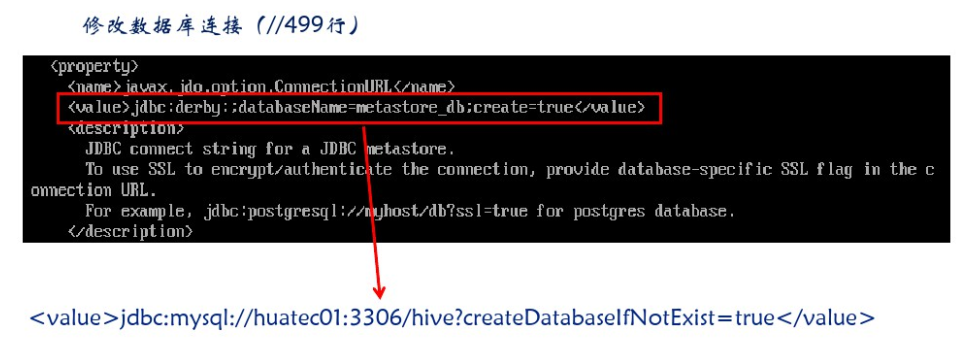 修改数据库连接（//499行）
<property>
<name>javax.jdo.option.ConnectionURL</name>
<value>jdbc:derby:;databaseName=metastore_db;create=true</value>
<description>
JDBC connect string for a JDBC metastore.
To use SSL to encrypt/authenticate the connection, provide database-specific SSL flag in the c
onnection URL.
For example, jdbc:postgresql://myhost/db?ssl=true for postgres database.
</description>
<value>jdbc:mysql://huatec01:3306/hive?createDatabaseIfNotExist=true</value>